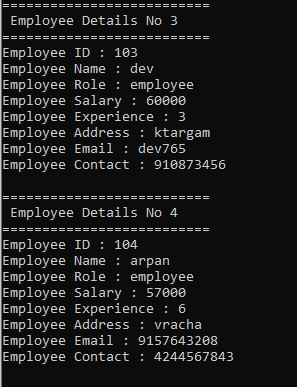 ==========================
Employee Details No 3
==========================
Employee ID : 103
Employee Name : dev
Employee Role : employee
Employee Salary : 60000
Employee Experience : 3
Employee Address : ktargam
Employee Email : dev765
Employee Contact : 910873456
==========================
Employee Details No 4
==========================
Employee ID : 104
Employee Name : arpan
Employee Role : employee
Employee Salary : 57000
Employee Experience : 6
Employee Address : vracha
Employee Email : 9157643208
Employee Contact : 4244567843